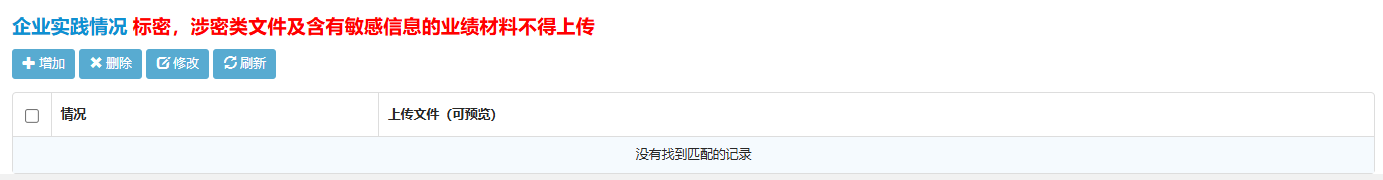 企业实践情况 标密，涉密类文件及含有敏感信息的业绩材料不得上传
增加 删除 修改 刷新
情况 上传文件（可预览）
没有找到匹配的记录